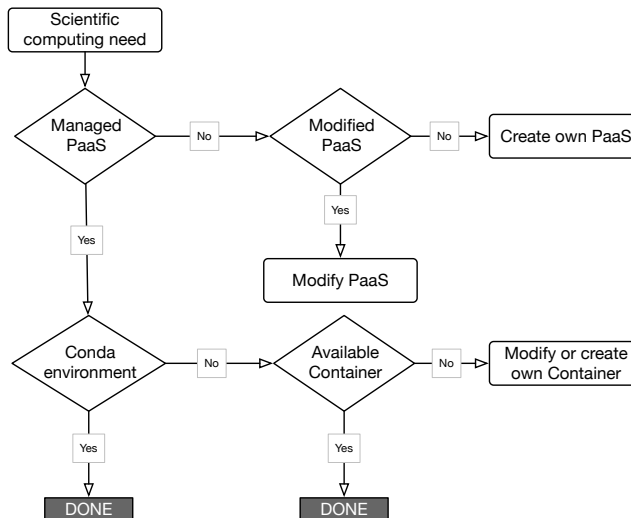 Scientific
computing need
Managed
PaaS
No
Modified
PaaS
No
Create own PaaS
Yes
Yes
Modify PaaS
Conda
environment
No
Available
Container
No
Modify or create
own Container
Yes
Yes
DONE
DONE